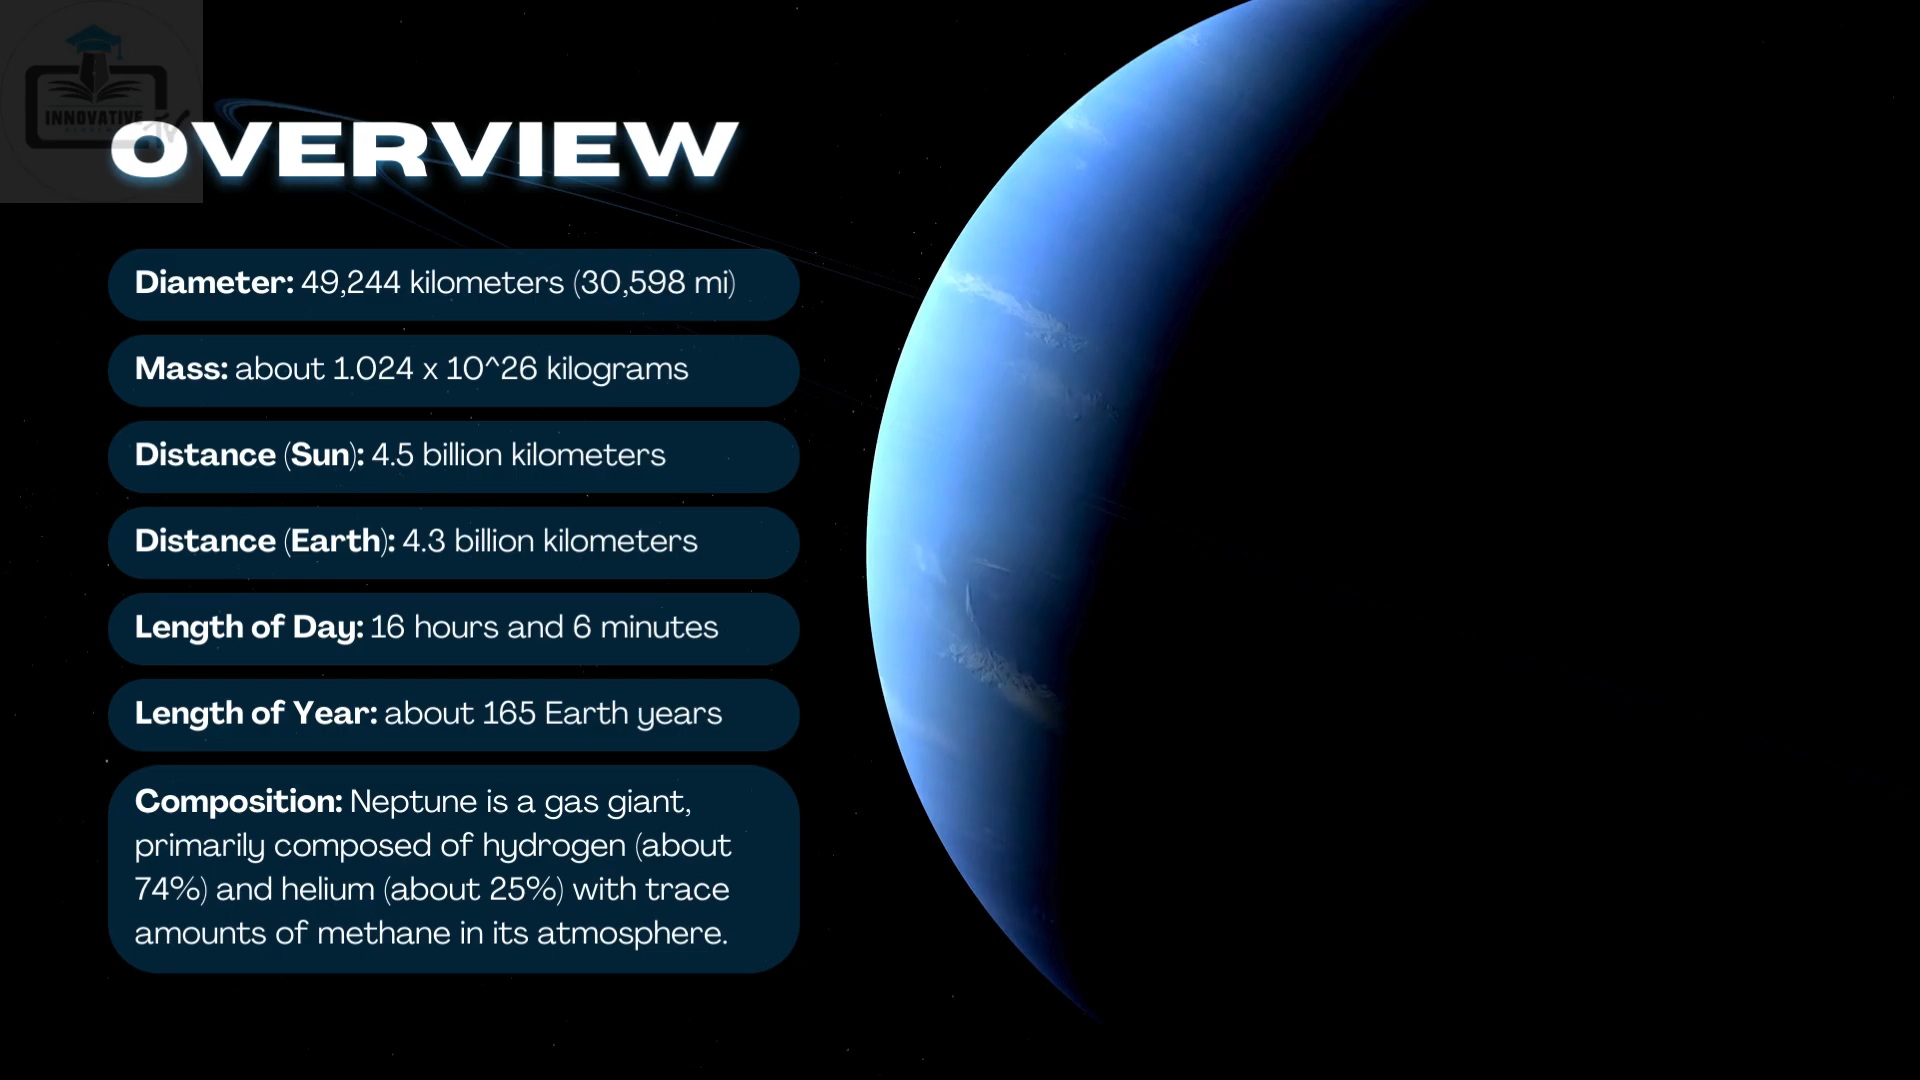 INNOVATIVE
TV
OVERVIEW
Diameter: 49,244 kilometers (30,598 mi)
Mass: about 1.024 x 10^26 kilograms
Distance (Sun): 4.5 billion kilometers
Distance (Earth): 4.3 billion kilometers
Length of Day: 16 hours and 6 minutes
Length of Year: about 165 Earth years
Composition: Neptune is a gas giant,
primarily composed of hydrogen (about
74%) and helium (about 25%) with trace
amounts of methane in its atmosphere.